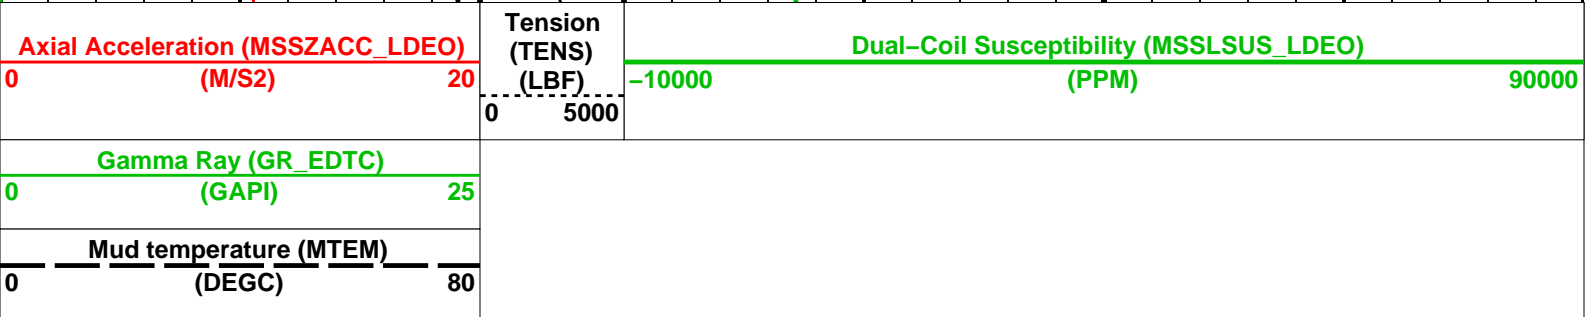 Axial Acceleration (MSSZACC_LDEO)
0 (M/S2) 20
Tension
(TENS)
(LBF)
0 5000
Dual−Coil Susceptibility (MSSLSUS_LDEO)
−10000 (PPM) 90000
Gamma Ray (GR_EDTC)
0 (GAPI) 25
Mud temperature (MTEM)
0 (DEGC) 80